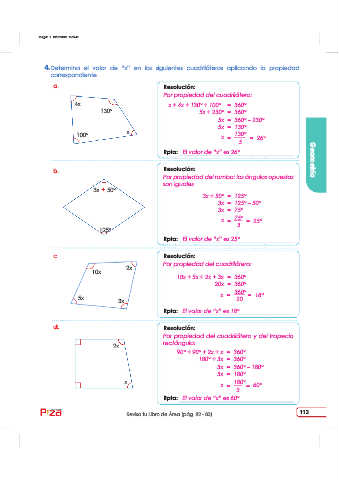 4. Determina el valor de "x" en los siguientes cuadriláteros aplicando la propiedad
correspondiente.
a.
4x
130°
100°
x
Resolución:
Por propiedad del cuadrilátero:
x + 4x + 130° + 100° = 360°
5x + 230° = 360°
5x = 360° – 230°
5x = 130°
x = 130° / 5 = 26°
Rpta: El valor de "x" es 26°
b.
3x + 50°
125°
Resolución:
Por propiedad del rombo: los ángulos opuestos
son iguales
3x + 50° = 125°
3x = 125° – 50°
3x = 75°
x = 75° / 3 = 25°
Rpta: El valor de "x" es 25°
c.
10x
2x
5x
3x
Resolución:
Por propiedad del cuadrilátero:
10x + 5x + 2x + 3x = 360°
20x = 360°
x = 360° / 20 = 18°
Rpta: El valor de "x" es 18°
d.
2x
x
Resolución:
Por propiedad del cuadrilátero y del trapecio
rectángulo:
90° + 90° + 2x + x = 360°
180° + 3x = 360°
3x = 360° – 180°
3x = 180°
x = 180° / 3 = 60°
Rpta: El valor de "x" es 60°
Geometría
Revisa tu Libro de Área (pág. 82 - 83)
113